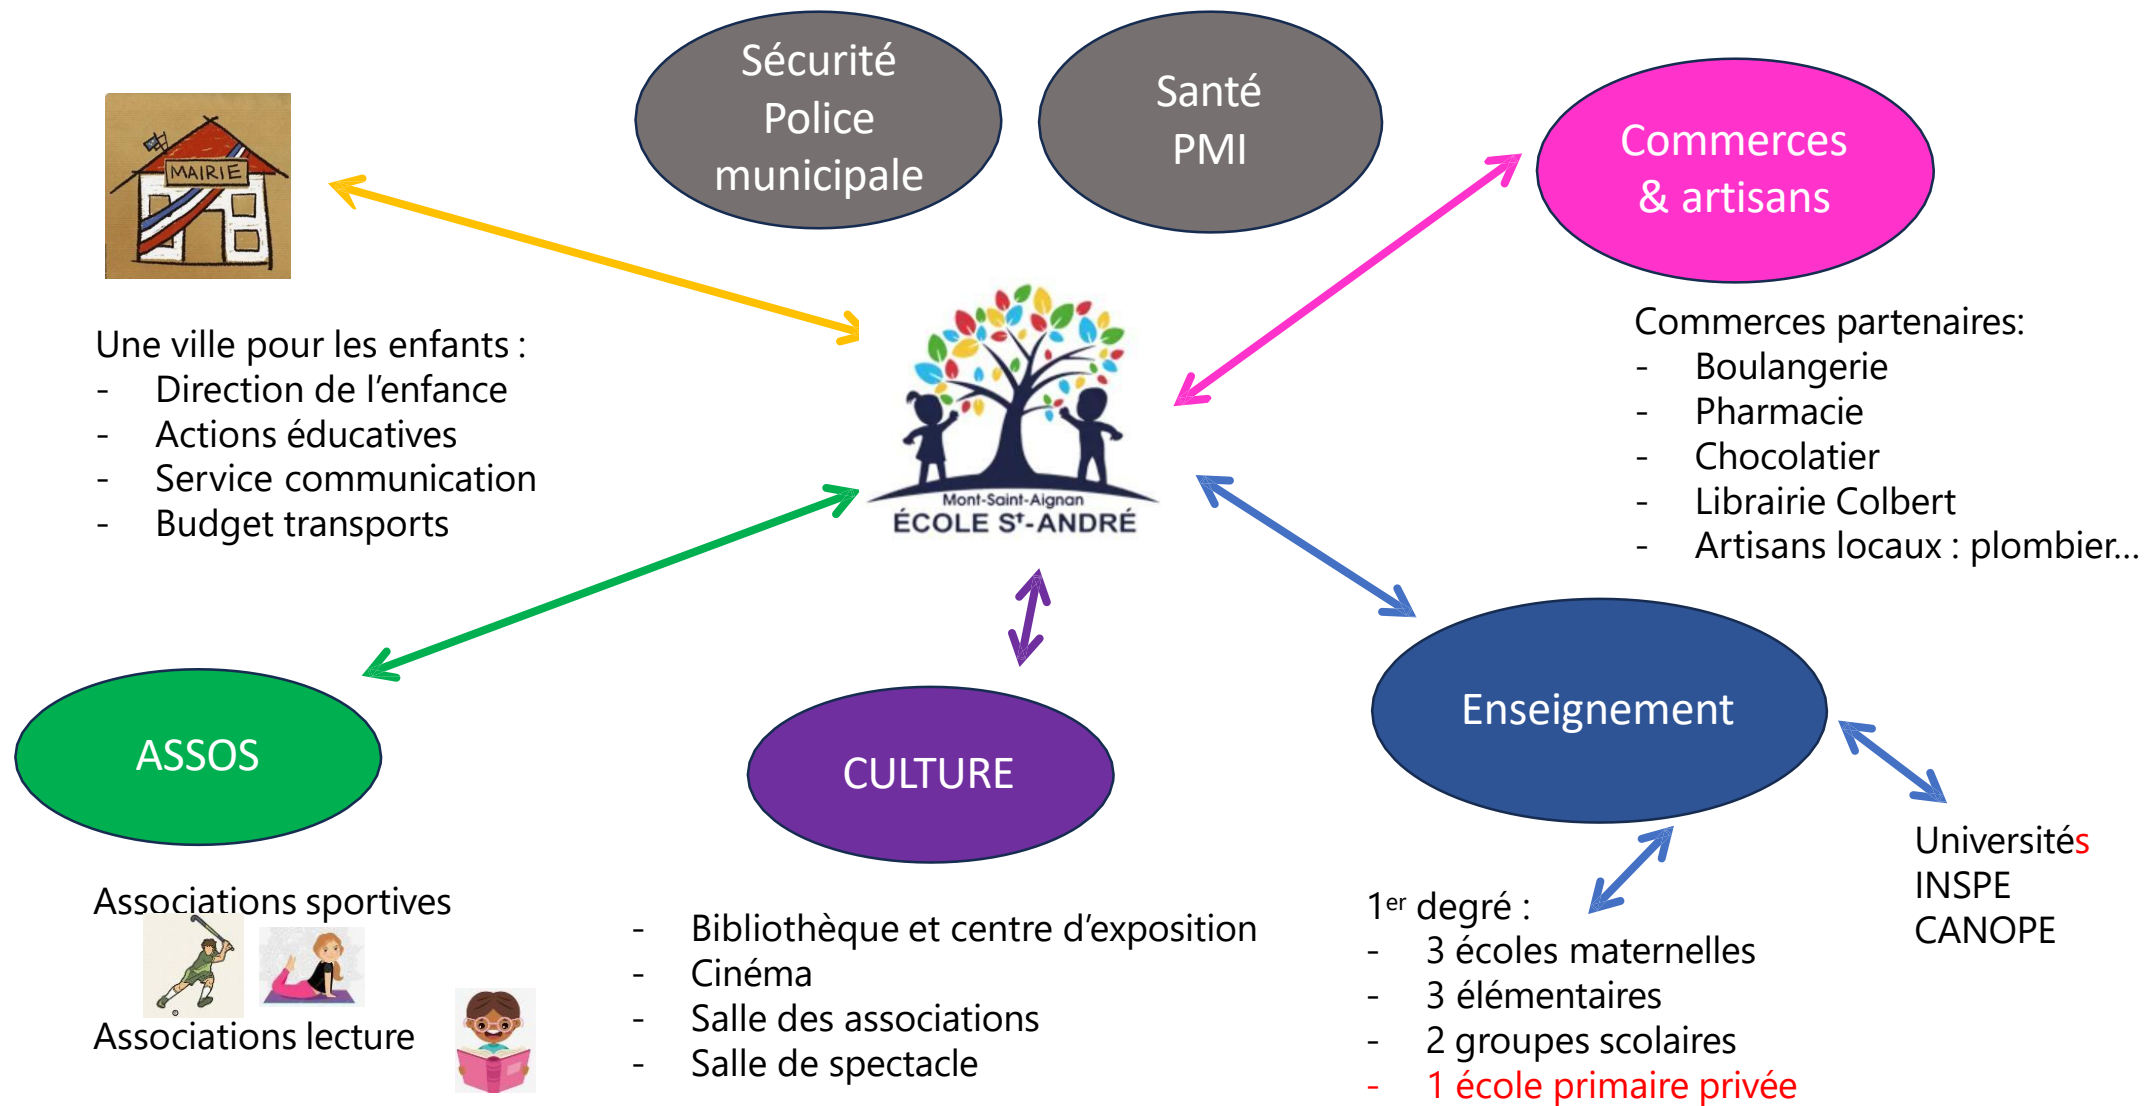 Sécurité
Police
municipale
Santé
PMI
Commerces
& artisans
MAIRIE
Une ville pour les enfants :
- Direction de l’enfance
- Actions éducatives
- Service communication
- Budget transports
Mont-Saint-Aignan
ÉCOLE St-ANDRÉ
Commerces partenaires:
- Boulangerie
- Pharmacie
- Chocolatier
- Librairie Colbert
- Artisans locaux : plombier...
ASSOS
CULTURE
Enseignement
Associations sportives
Associations lecture
- Bibliothèque et centre d’exposition
- Cinéma
- Salle des associations
- Salle de spectacle
1er degré :
- 3 écoles maternelles
- 3 élémentaires
- 2 groupes scolaires
- 1 école primaire privée
Universités
INSPE
CANOPE